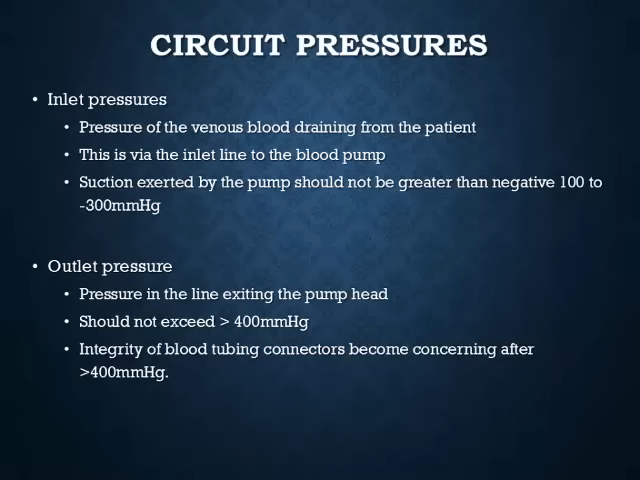 CIRCUIT PRESSURES
• Inlet pressures
• Pressure of the venous blood draining from the patient
• This is via the inlet line to the blood pump
• Suction exerted by the pump should not be greater than negative 100 to
-300mmHg
• Outlet pressure
• Pressure in the line exiting the pump head
• Should not exceed > 400mmHg
• Integrity of blood tubing connectors become concerning after
>400mmHg.